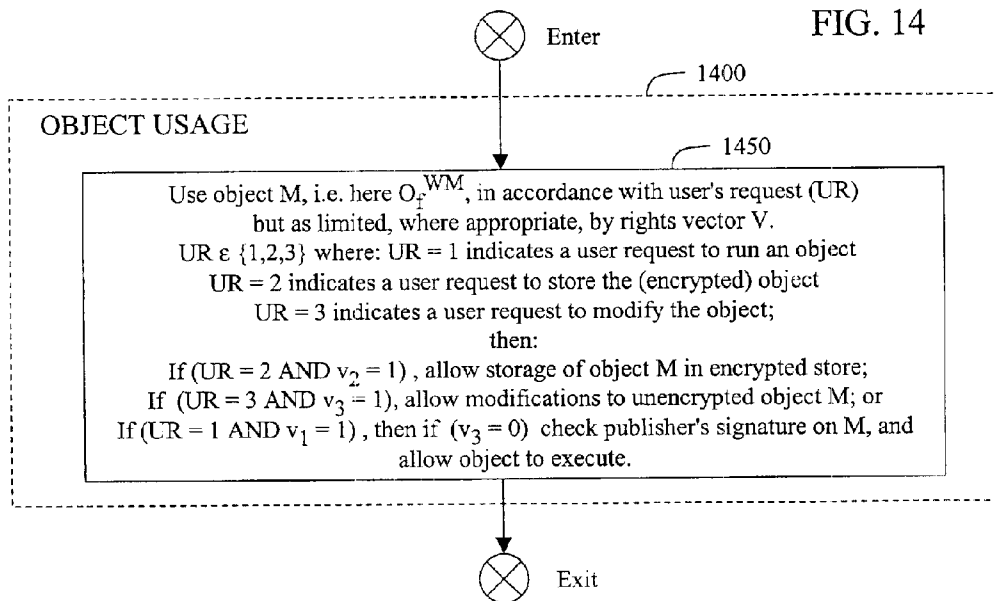 FIG. 14
Enter
1400
OBJECT USAGE
1450
Use object M, i.e. here O_f^WM, in accordance with user's request (UR)
but as limited, where appropriate, by rights vector V.
UR ε {1,2,3} where: UR = 1 indicates a user request to run an object
UR = 2 indicates a user request to store the (encrypted) object
UR = 3 indicates a user request to modify the object;
then:
If (UR = 2 AND v₂ = 1) , allow storage of object M in encrypted store;
If (UR = 3 AND v₃ = 1), allow modifications to unencrypted object M; or
If (UR = 1 AND v₁ = 1) , then if (v₃ = 0) check publisher's signature on M, and
allow object to execute.
Exit